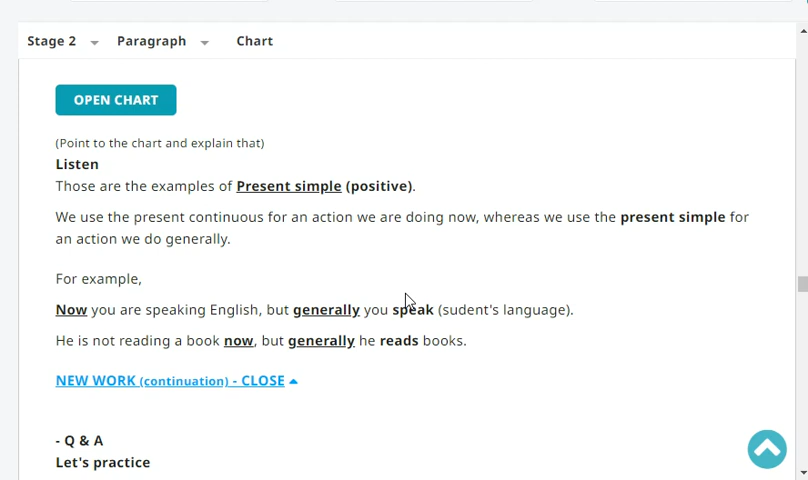 Stage 2 Paragraph Chart
OPEN CHART
(Point to the chart and explain that)
Listen
Those are the examples of Present simple (positive).
We use the present continuous for an action we are doing now, whereas we use the present simple for
an action we do generally.
For example,
Now you are speaking English, but generally you speak (sudent's language).
He is not reading a book now, but generally he reads books.
NEW WORK (continuation) - CLOSE
- Q & A
Let's practice